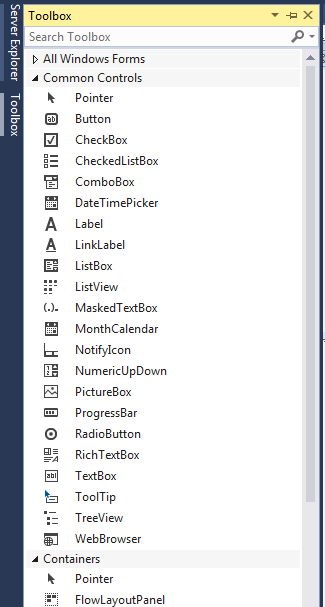 Server Explorer
Toolbox
Toolbox
Search Toolbox
All Windows Forms
Common Controls
Pointer
Button
CheckBox
CheckedListBox
ComboBox
DateTimePicker
Label
LinkLabel
ListBox
ListView
MaskedTextBox
MonthCalendar
NotifyIcon
NumericUpDown
PictureBox
ProgressBar
RadioButton
RichTextBox
TextBox
ToolTip
TreeView
WebBrowser
Containers
Pointer
FlowLayoutPanel